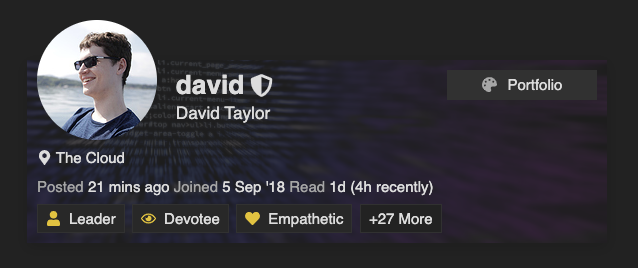 david
David Taylor
Portfolio
The Cloud
Posted 21 mins ago Joined 5 Sep '18 Read 1d (4h recently)
Leader Devotee Empathetic +27 More